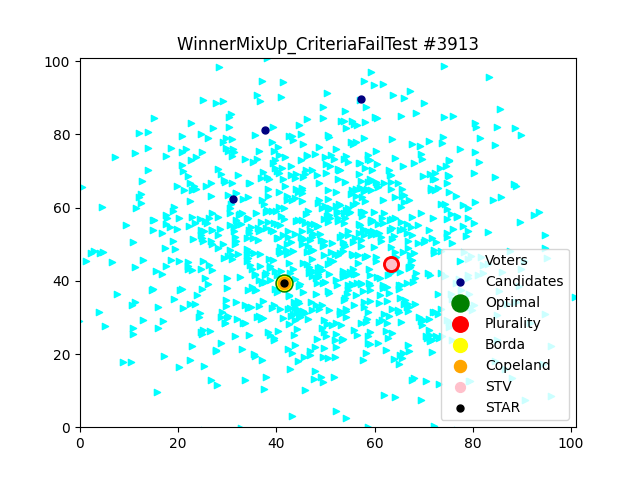 WinnerMixUp_CriteriaFailTest #3913
100
80
60
40
20
0
0
20
40
60
80
100
Voters
Candidates
Optimal
Plurality
Borda
Copeland
STV
STAR